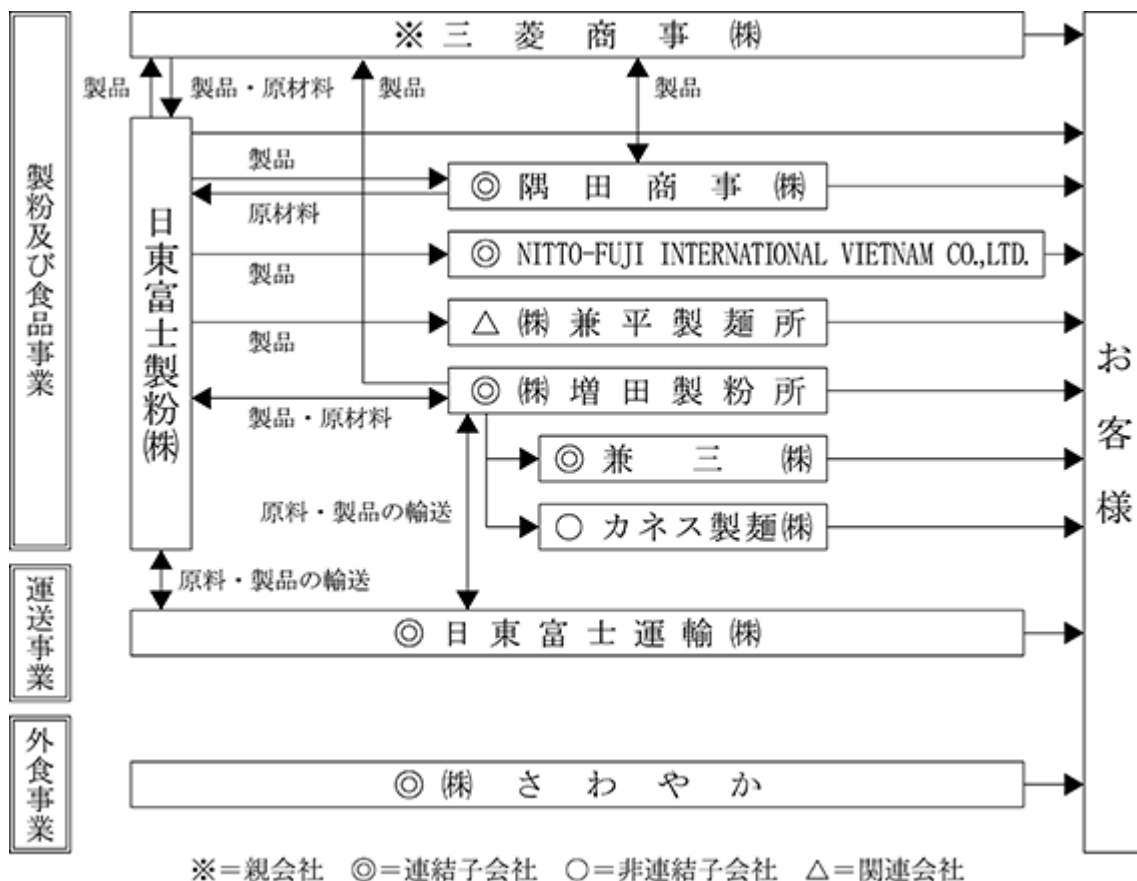 製粉及び食品事業
※三菱商事㈱
製品
製品・原材料
製品
製品
日東富士製粉㈱
製品
◎隅田商事㈱
原材料
◎ NITTO-FUJI INTERNATIONAL VIETNAM CO.,LTD.
製品
△㈱兼平製麺所
製品
◎㈱増田製粉所
製品・原材料
◎兼三㈱
原料・製品の輸送
○カネス製麺㈱
お客様
運送事業
原料・製品の輸送
◎日東富士運輸㈱
外食事業
◎㈱さわやか
※＝親会社 ◎＝連結子会社 ○＝非連結子会社 △＝関連会社